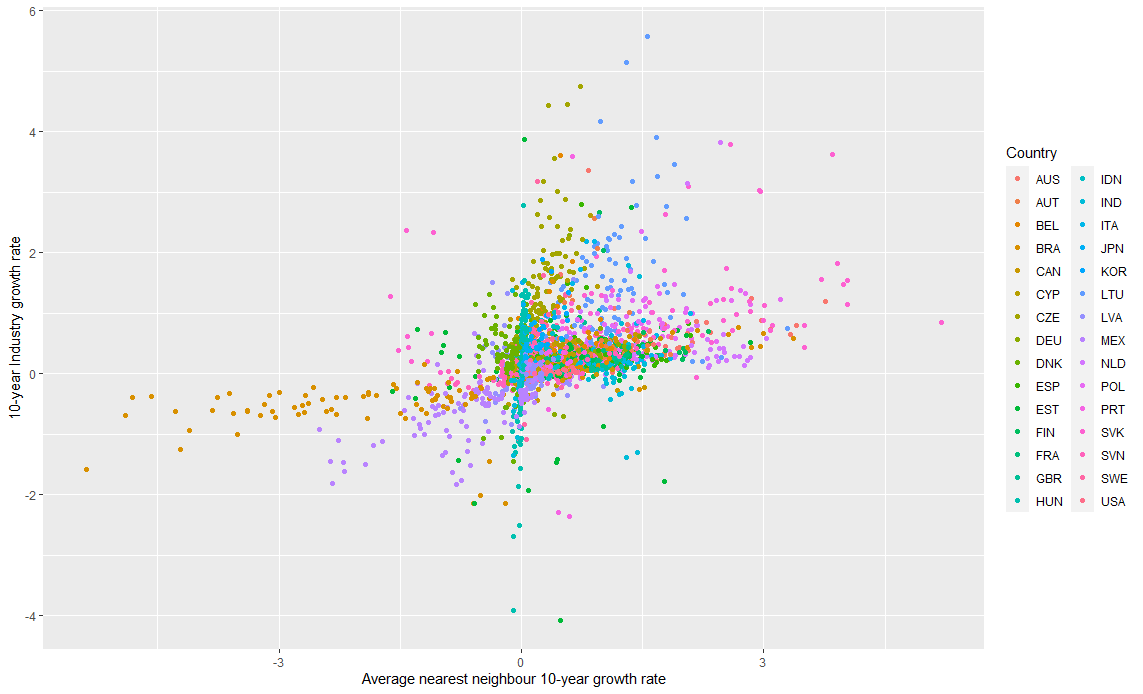 6
4
2
0
-2
-4
10-year Industry growth rate
-3
0
3
Average nearest neighbour 10-year growth rate
Country
AUS
AUT
BEL
BRA
CAN
CYP
CZE
DEU
DNK
ESP
EST
FIN
FRA
GBR
HUN
IDN
IND
ITA
JPN
KOR
LTU
LVA
MEX
NLD
POL
PRT
SVK
SVN
SWE
USA